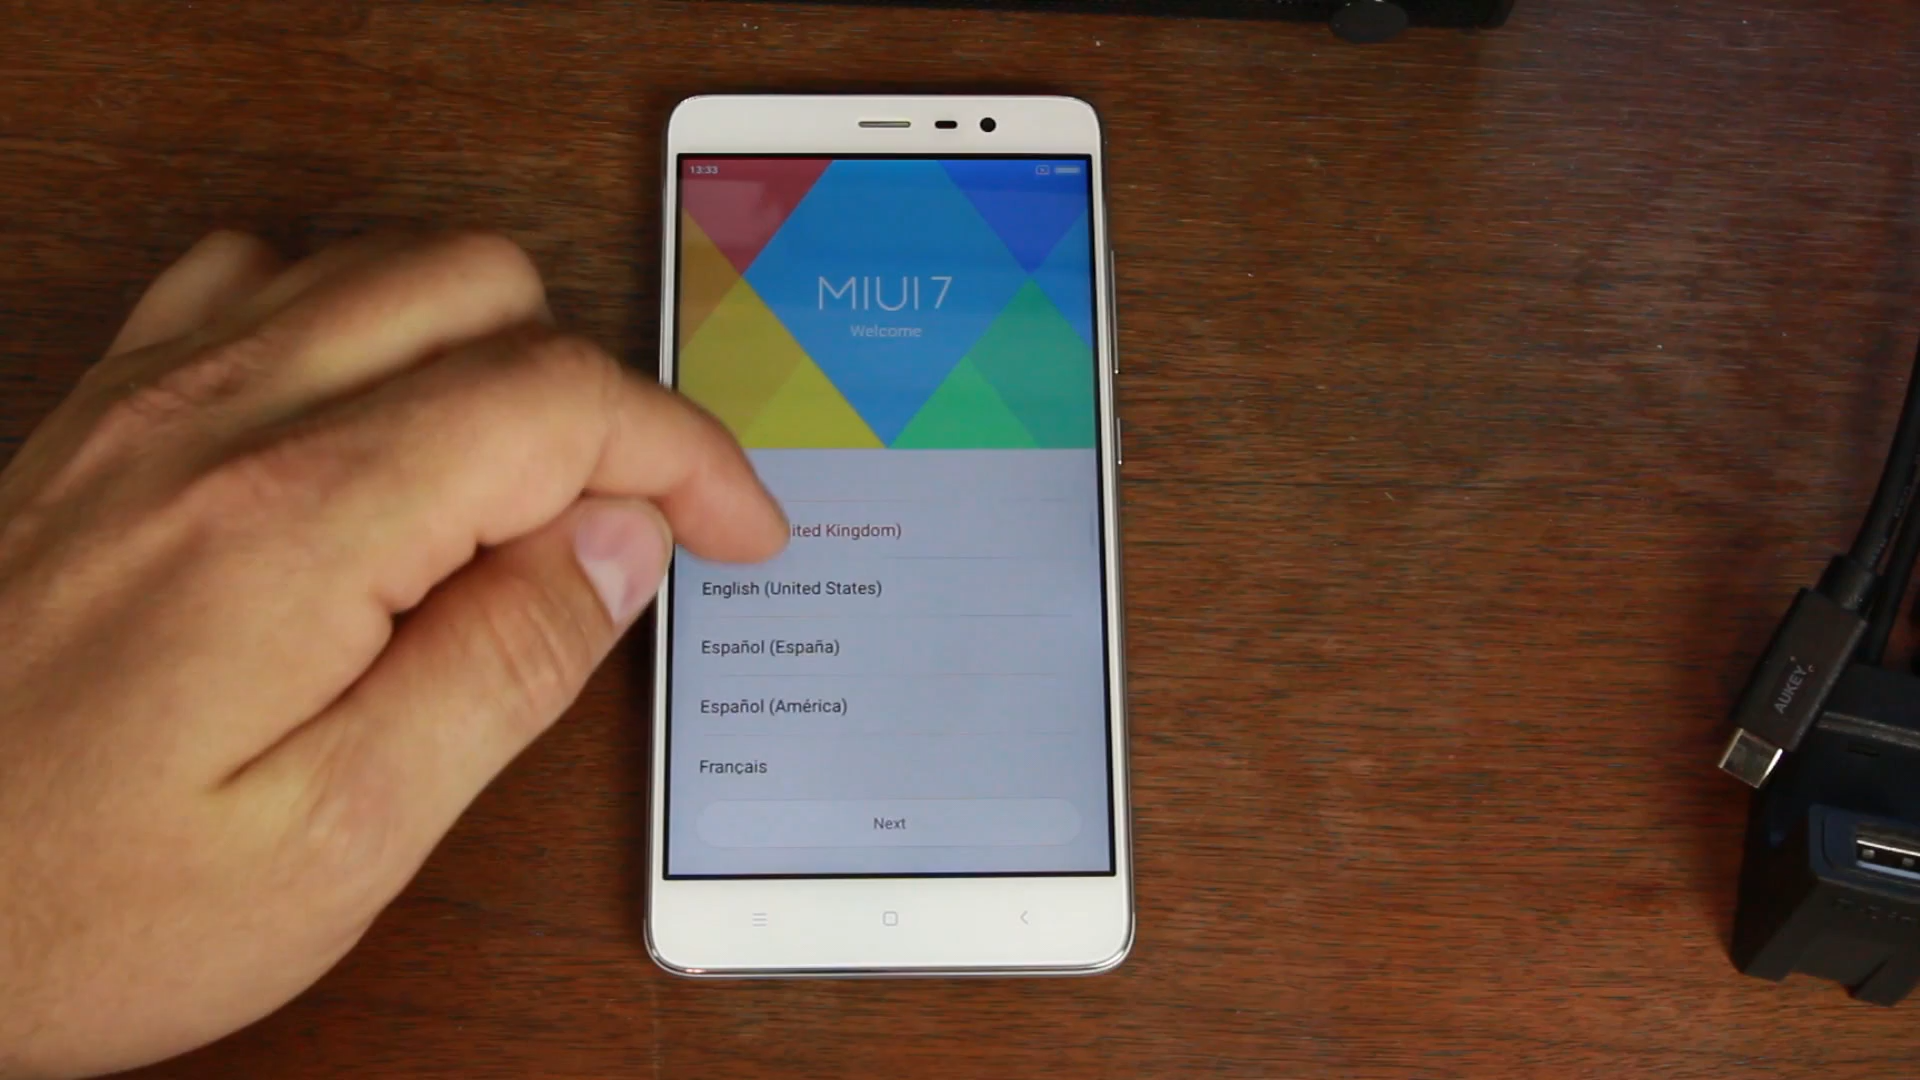 13:33
MIUI 7
Welcome
ited Kingdom)
English (United States)
Español (España)
Español (América)
Français
Next
AUKEY